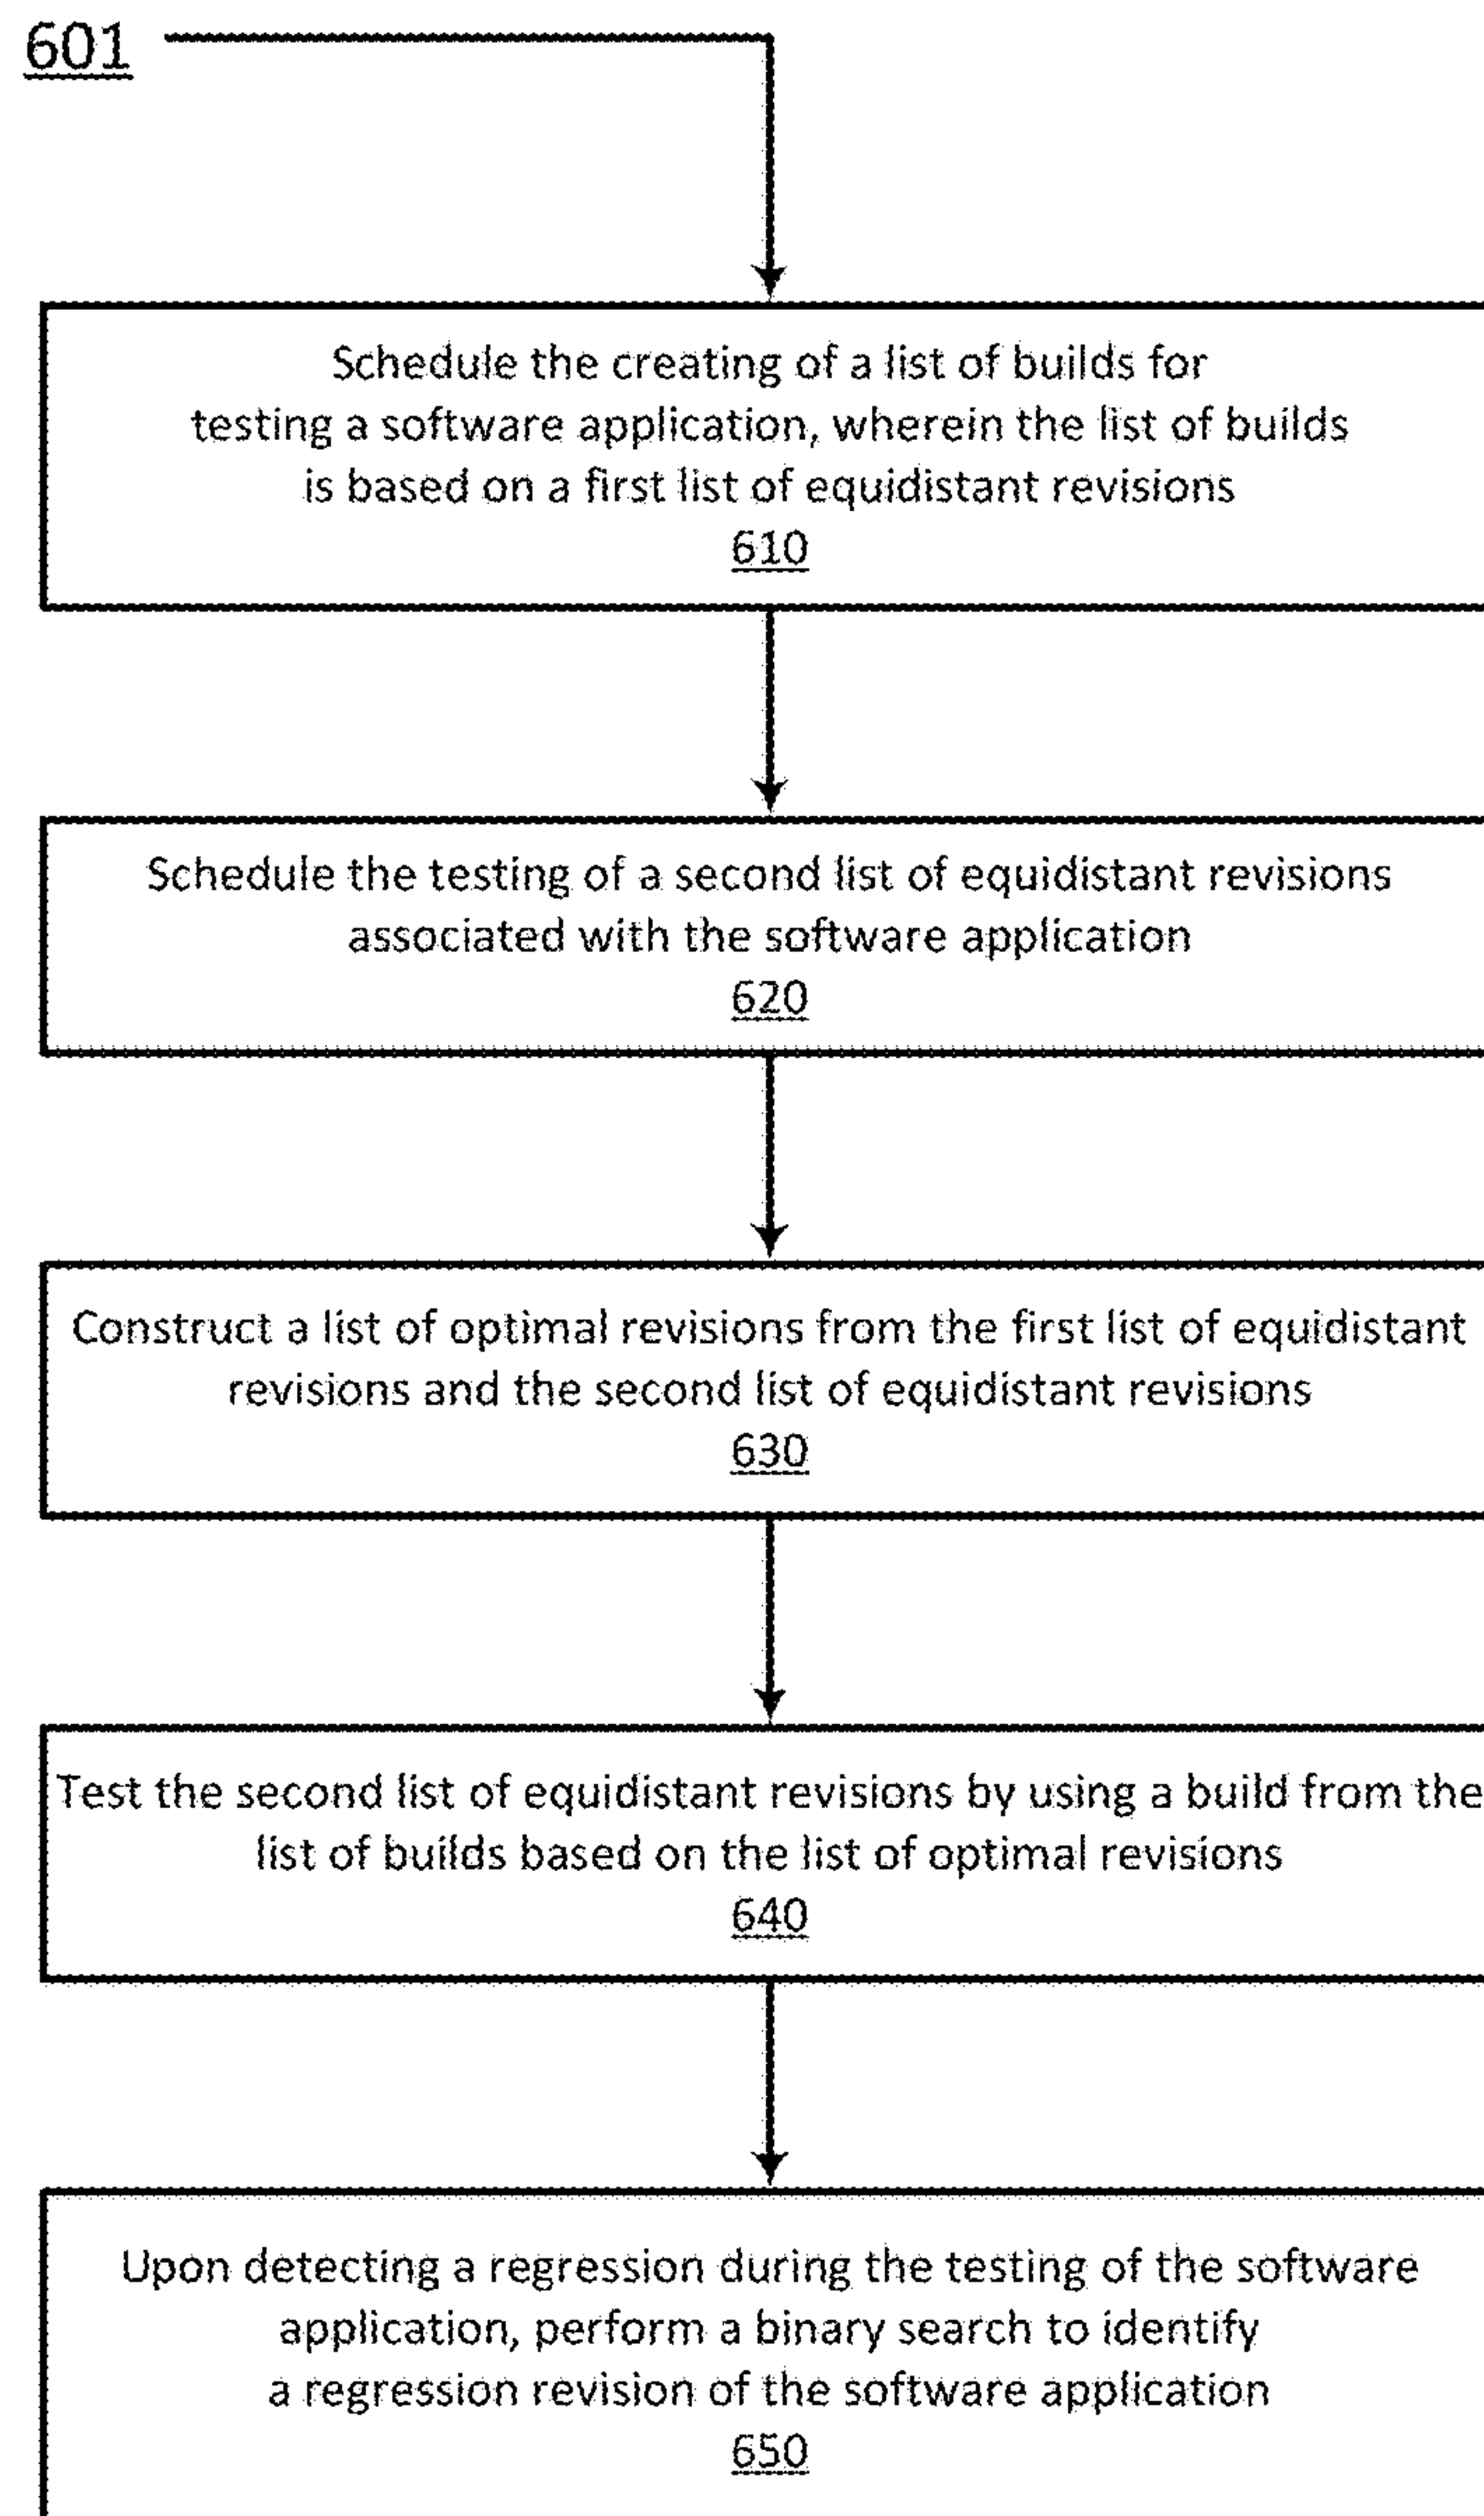 601
Schedule the creating of a list of builds for
testing a software application, wherein the list of builds
is based on a first list of equidistant revisions
610
Schedule the testing of a second list of equidistant revisions
associated with the software application
620
Construct a list of optimal revisions from the first list of equidistant
revisions and the second list of equidistant revisions
630
Test the second list of equidistant revisions by using a build from the
list of builds based on the list of optimal revisions
640
Upon detecting a regression during the testing of the software
application, perform a binary search to identify
a regression revision of the software application
650